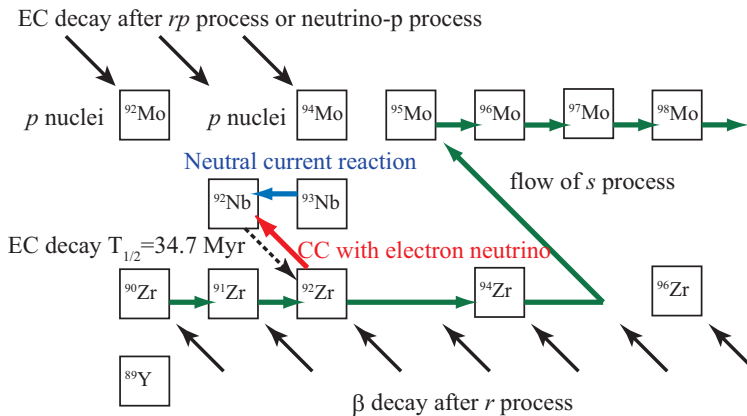 EC decay after rp process or neutrino-p process
p nuclei ⁹²Mo p nuclei ⁹⁴Mo ⁹⁵Mo ⁹⁶Mo ⁹⁷Mo ⁹⁸Mo
Neutral current reaction
flow of s process
⁹²Nb ⁹³Nb
EC decay T₁/₂=34.7 Myr
CC with electron neutrino
⁹⁰Zr ⁹¹Zr ⁹²Zr ⁹⁴Zr ⁹⁶Zr
⁸⁹Y
β decay after r process